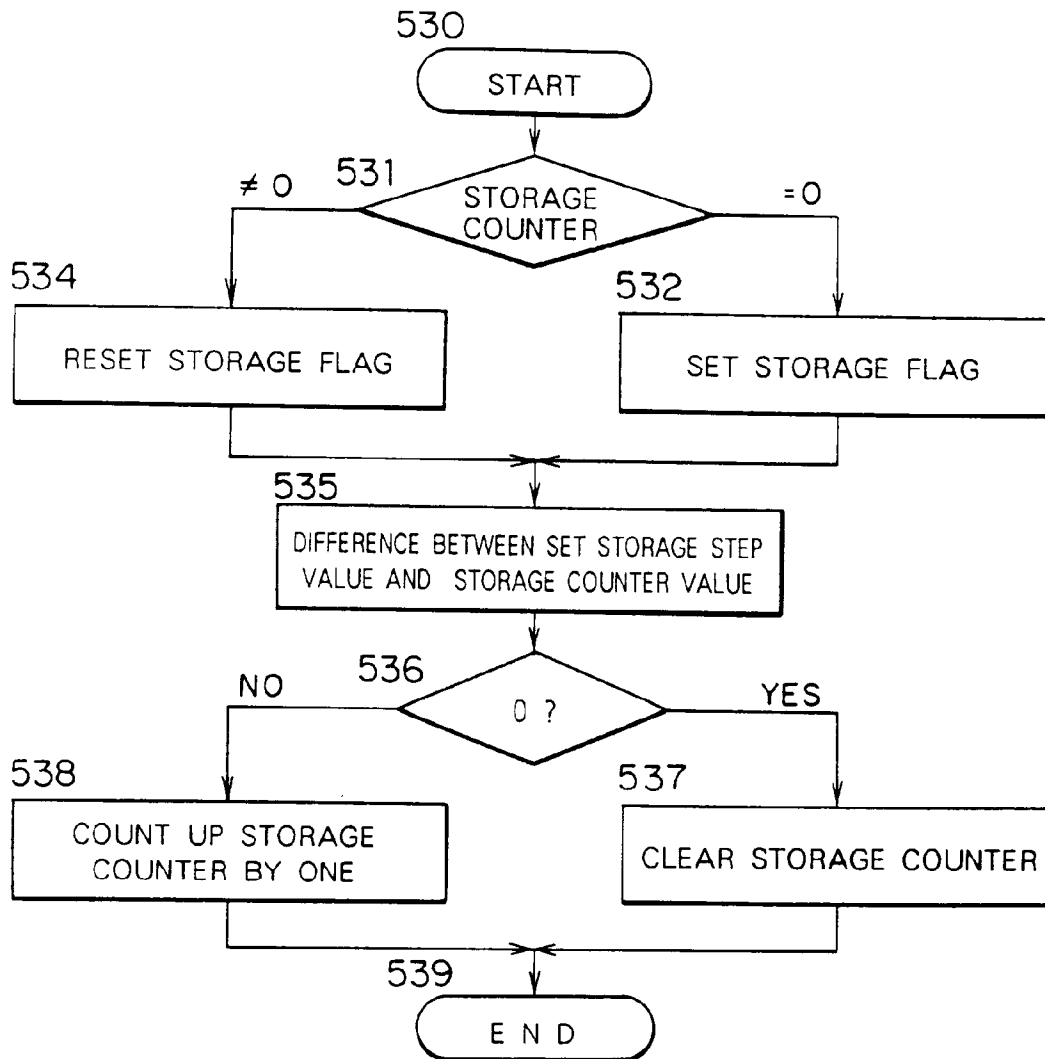 530
START
531
≠ 0
STORAGE
COUNTER
=0
534
532
RESET STORAGE FLAG
SET STORAGE FLAG
535
DIFFERENCE BETWEEN SET STORAGE STEP
VALUE AND STORAGE COUNTER VALUE
536
NO
0 ?
YES
538
537
COUNT UP STORAGE
COUNTER BY ONE
CLEAR STORAGE COUNTER
539
END